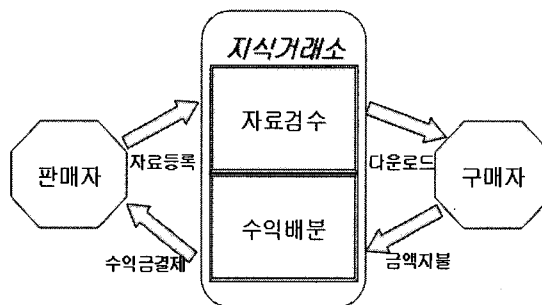 지식거래소
자료검수
판매자
자료등록
다운로드
구매자
수익배분
수익금결제
금액지불